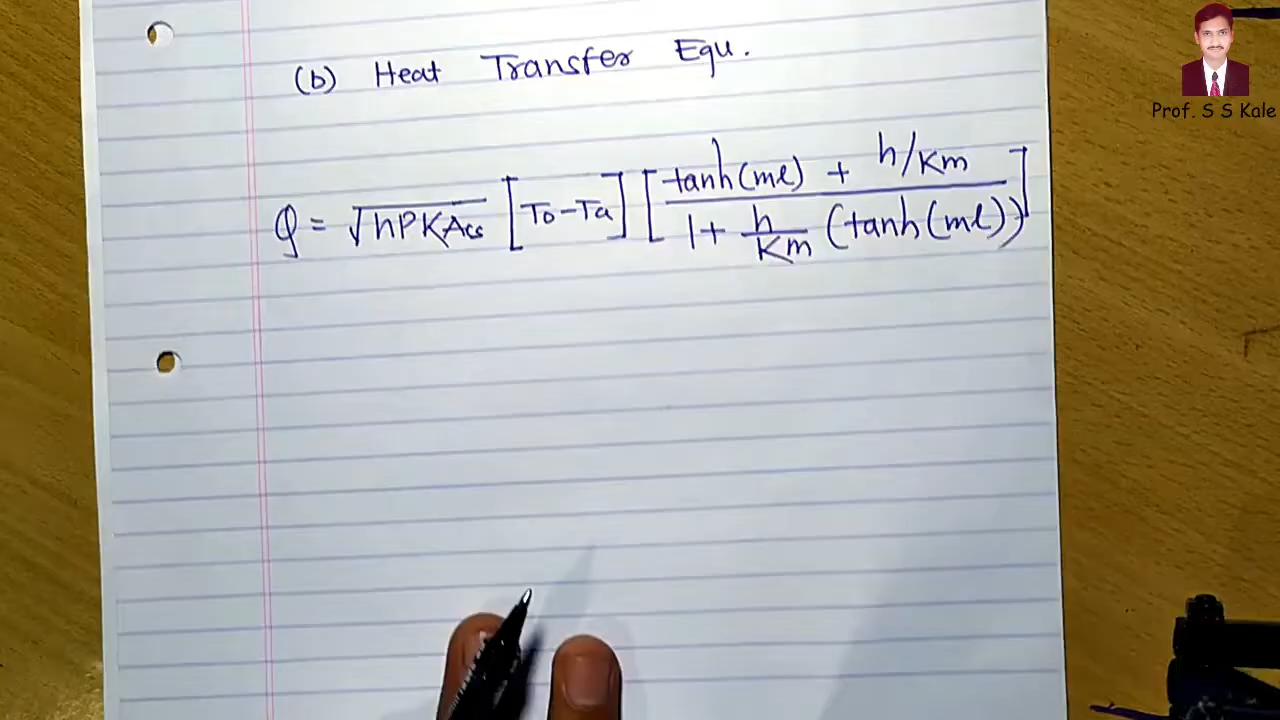 (b) Heat Transfer Equ.
Prof. S S Kale
Q = √hPKAcs [To-Ta] [tanh(ml) + h/Km
1+ h/Km (tanh(ml))]